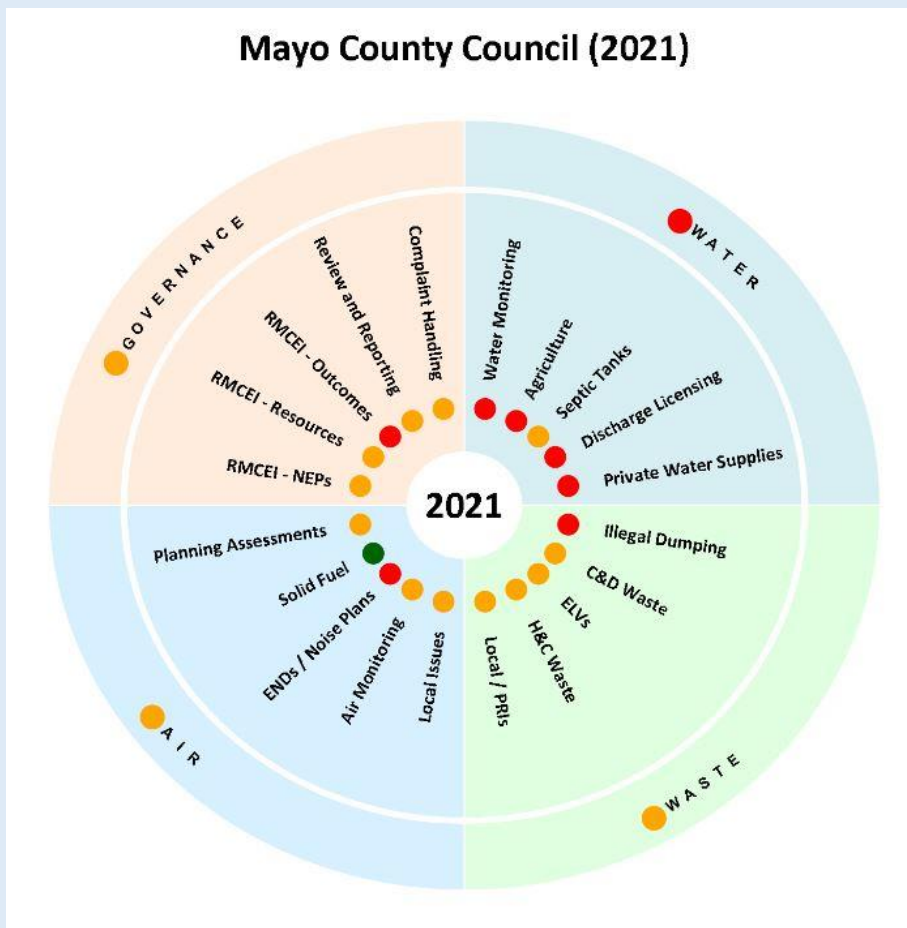 Mayo County Council (2021)
GOVERNANCE
Complaint Handling
Review and Reporting
RMCEI - Outcomes
RMCEI - Resources
RMCEI - NEPs
WATER
Water Monitoring
Agriculture
Septic Tanks
Discharge Licensing
Private Water Supplies
2021
Planning Assessments
Solid Fuel
ENDs / Noise Plans
Air Monitoring
Local Issues
AIR
Illegal Dumping
C&D Waste
ELVs
H&C Waste
Local / PRIs
WASTE